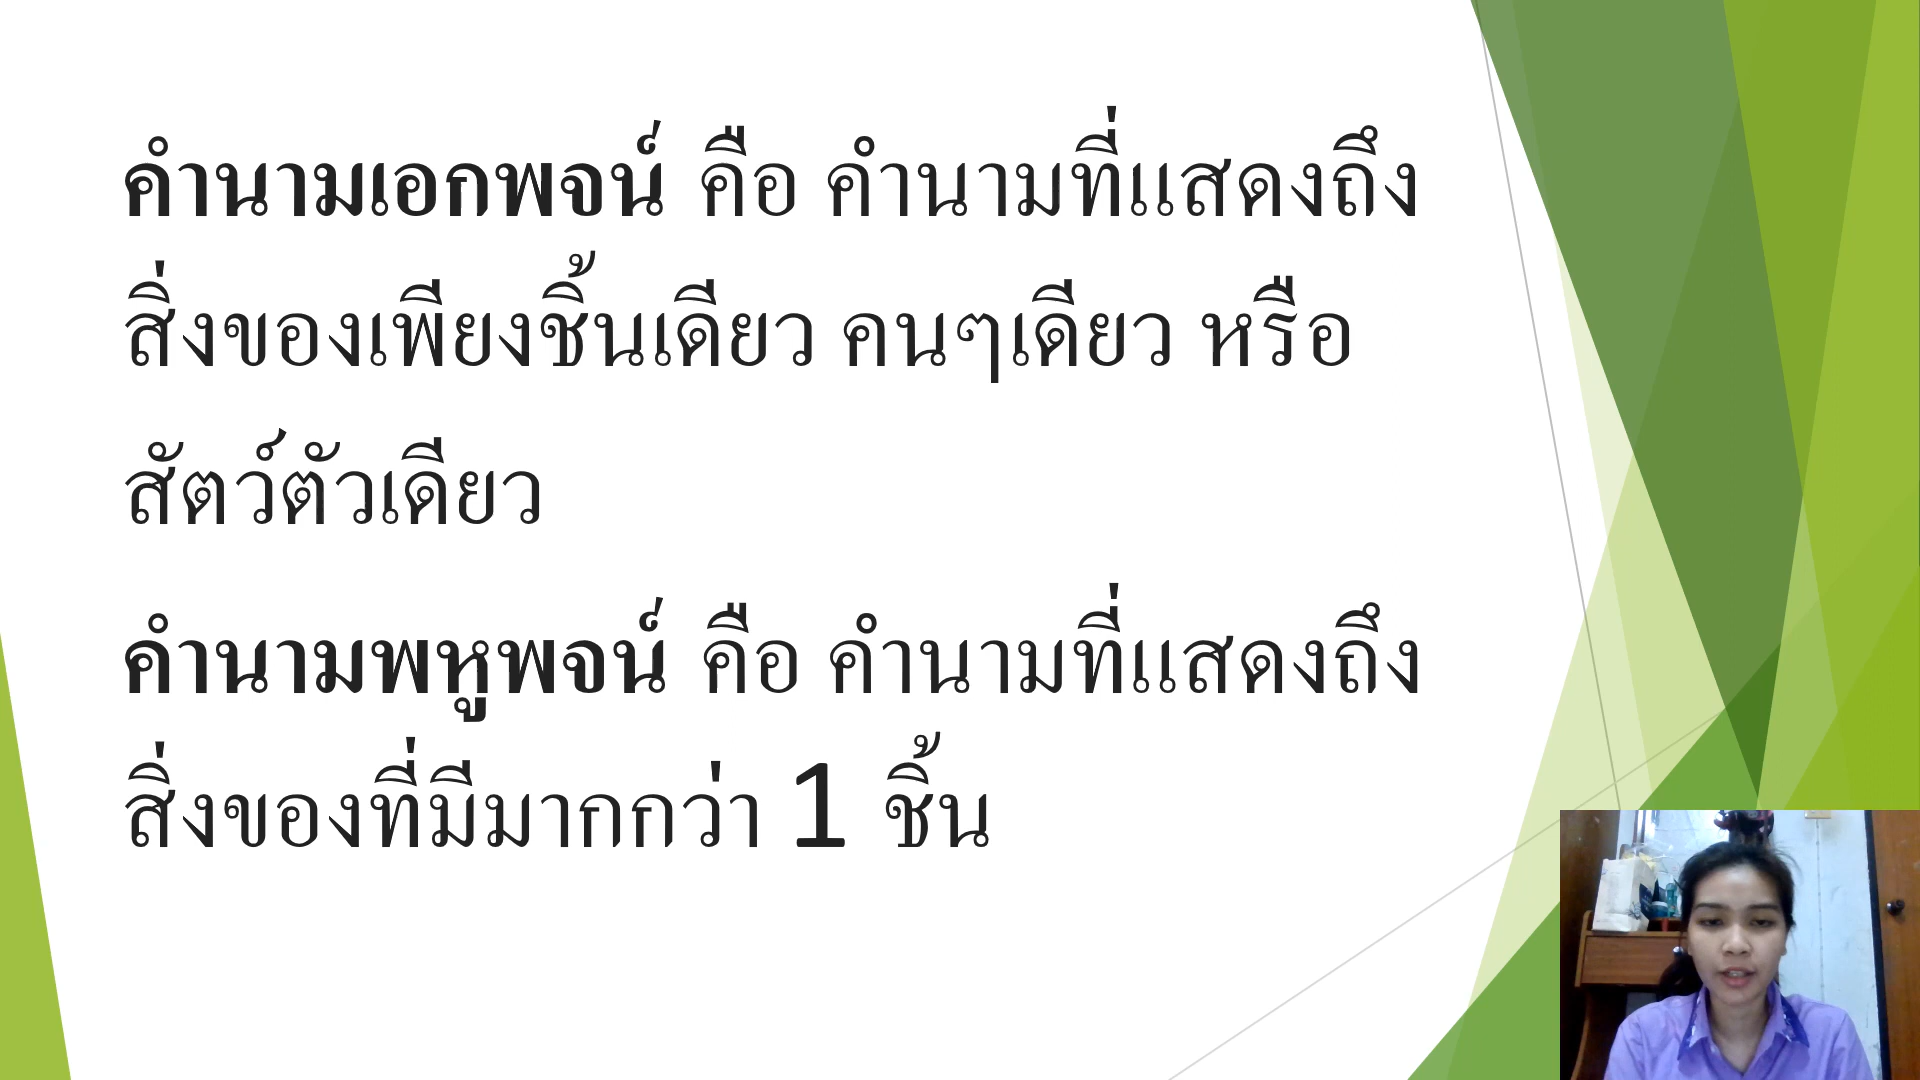 คำนามเอกพจน์ คือ คำนามที่แสดงถึง
สิ่งของเพียงชิ้นเดียว คนๆเดียว หรือ
สัตว์ตัวเดียว
คำนามพหูพจน์ คือ คำนามที่แสดงถึง
สิ่งของที่มีมากกว่า 1 ชิ้น